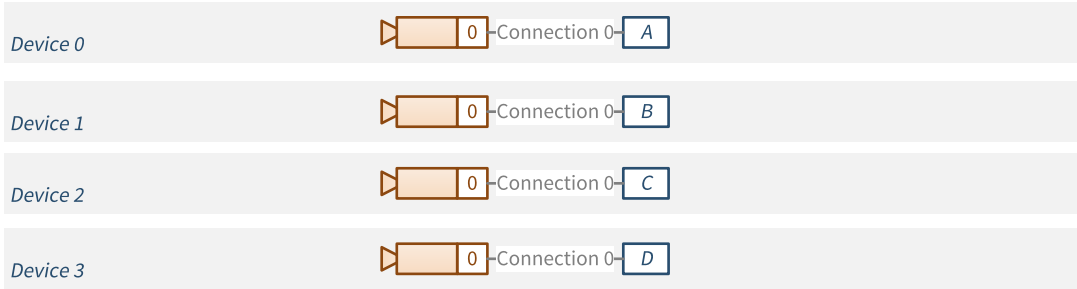 Device 0 0 Connection 0 A
Device 1 0 Connection 0 B
Device 2 0 Connection 0 C
Device 3 0 Connection 0 D